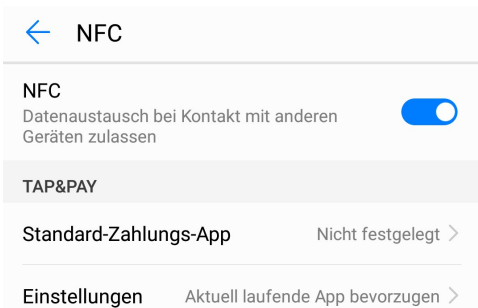 NFC
NFC
Datenaustausch bei Kontakt mit anderen
Geräten zulassen
TAP&PAY
Standard-Zahlungs-App Nicht festgelegt
Einstellungen Aktuell laufende App bevorzugen